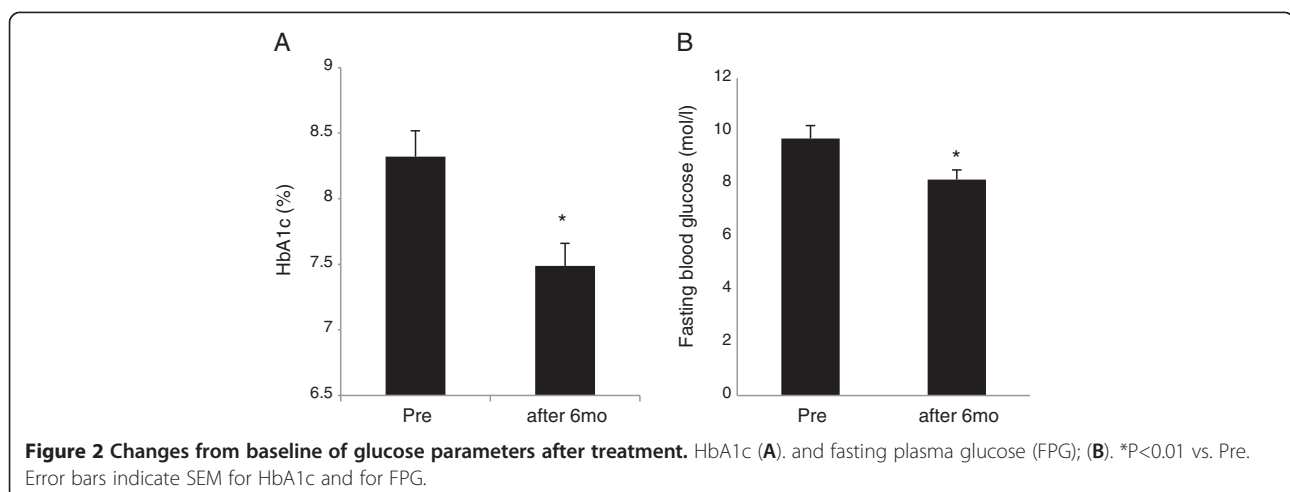 A
HbA1c (%)
9
8.5
8
7.5
7
6.5
*
Pre
after 6mo
B
Fasting blood glucose (mol/l)
12
10
8
6
4
2
0
*
Pre
after 6mo
Figure 2 Changes from baseline of glucose parameters after treatment. HbA1c (A). and fasting plasma glucose (FPG); (B). *P<0.01 vs. Pre.
Error bars indicate SEM for HbA1c and for FPG.